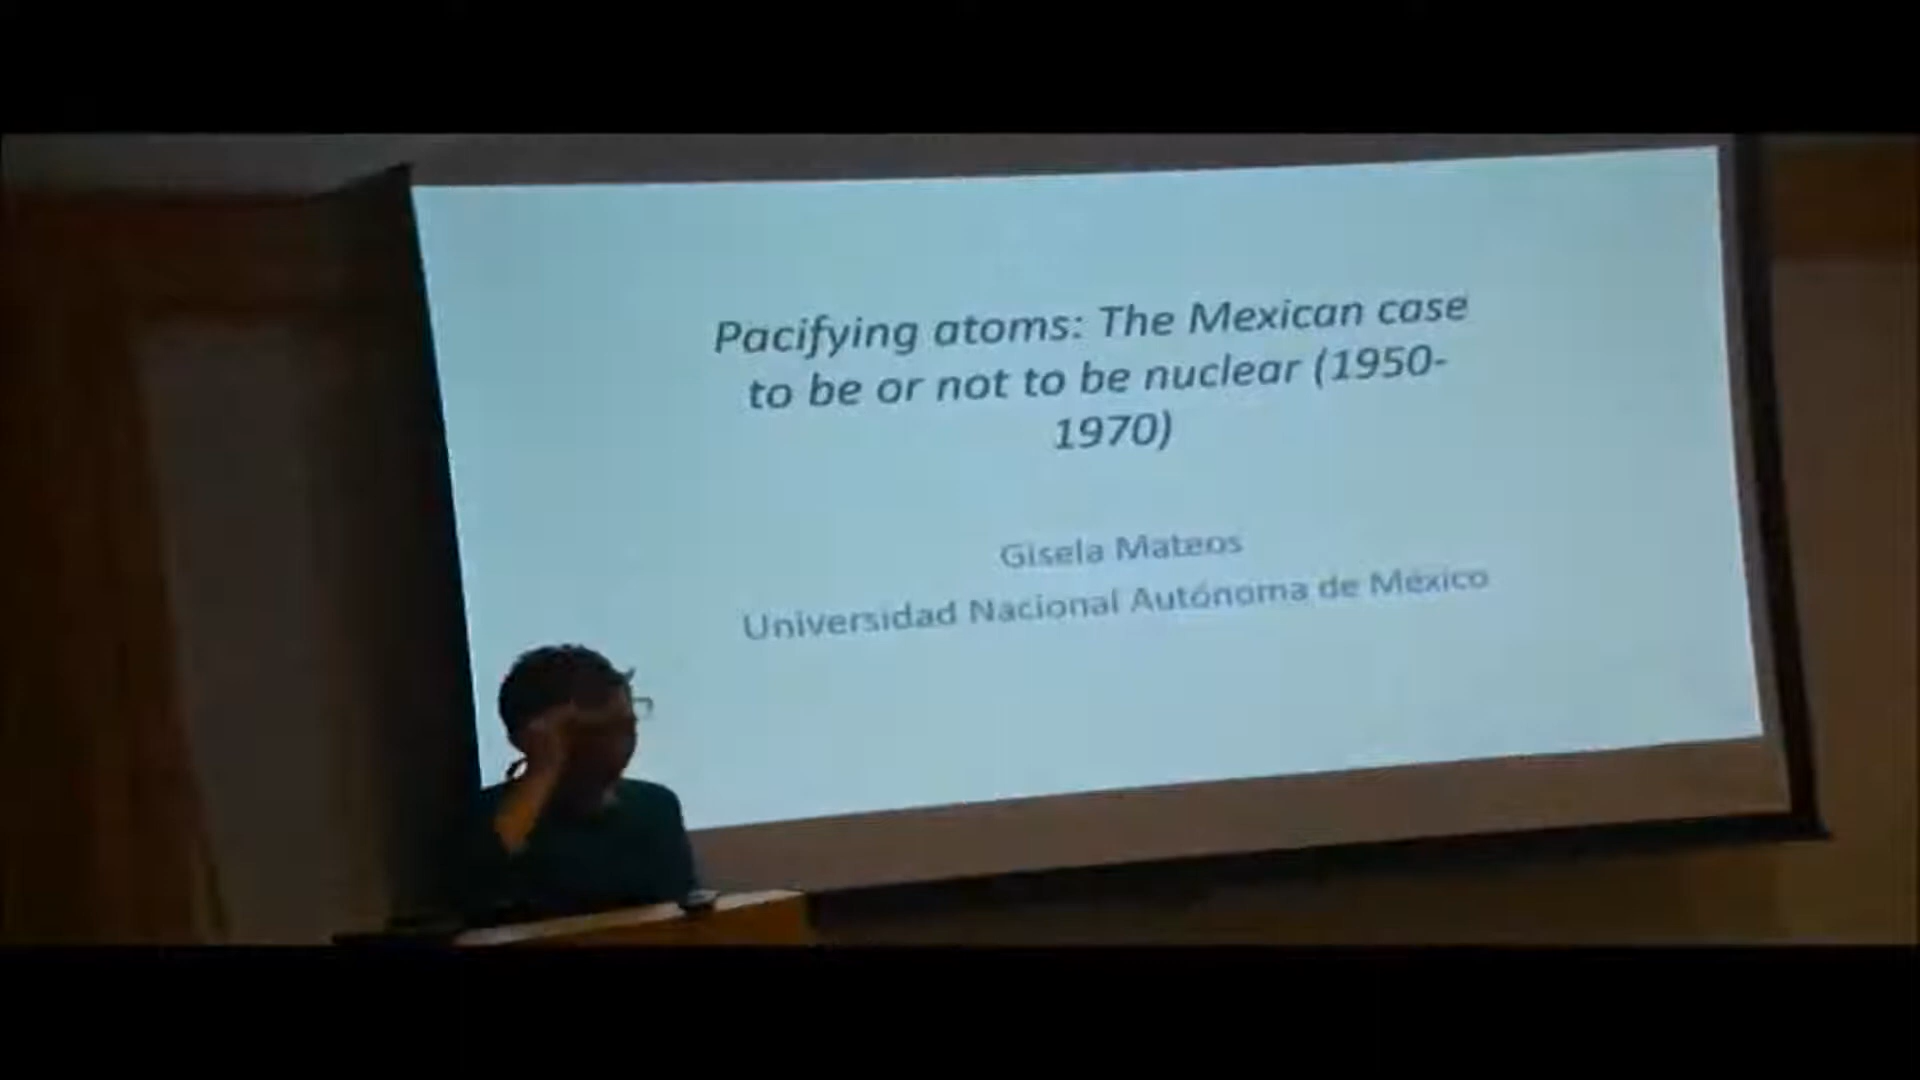 Pacifying atoms: The Mexican case
to be or not to be nuclear (1950-
1970)
Gisela Mateos
Universidad Nacional Autónoma de México